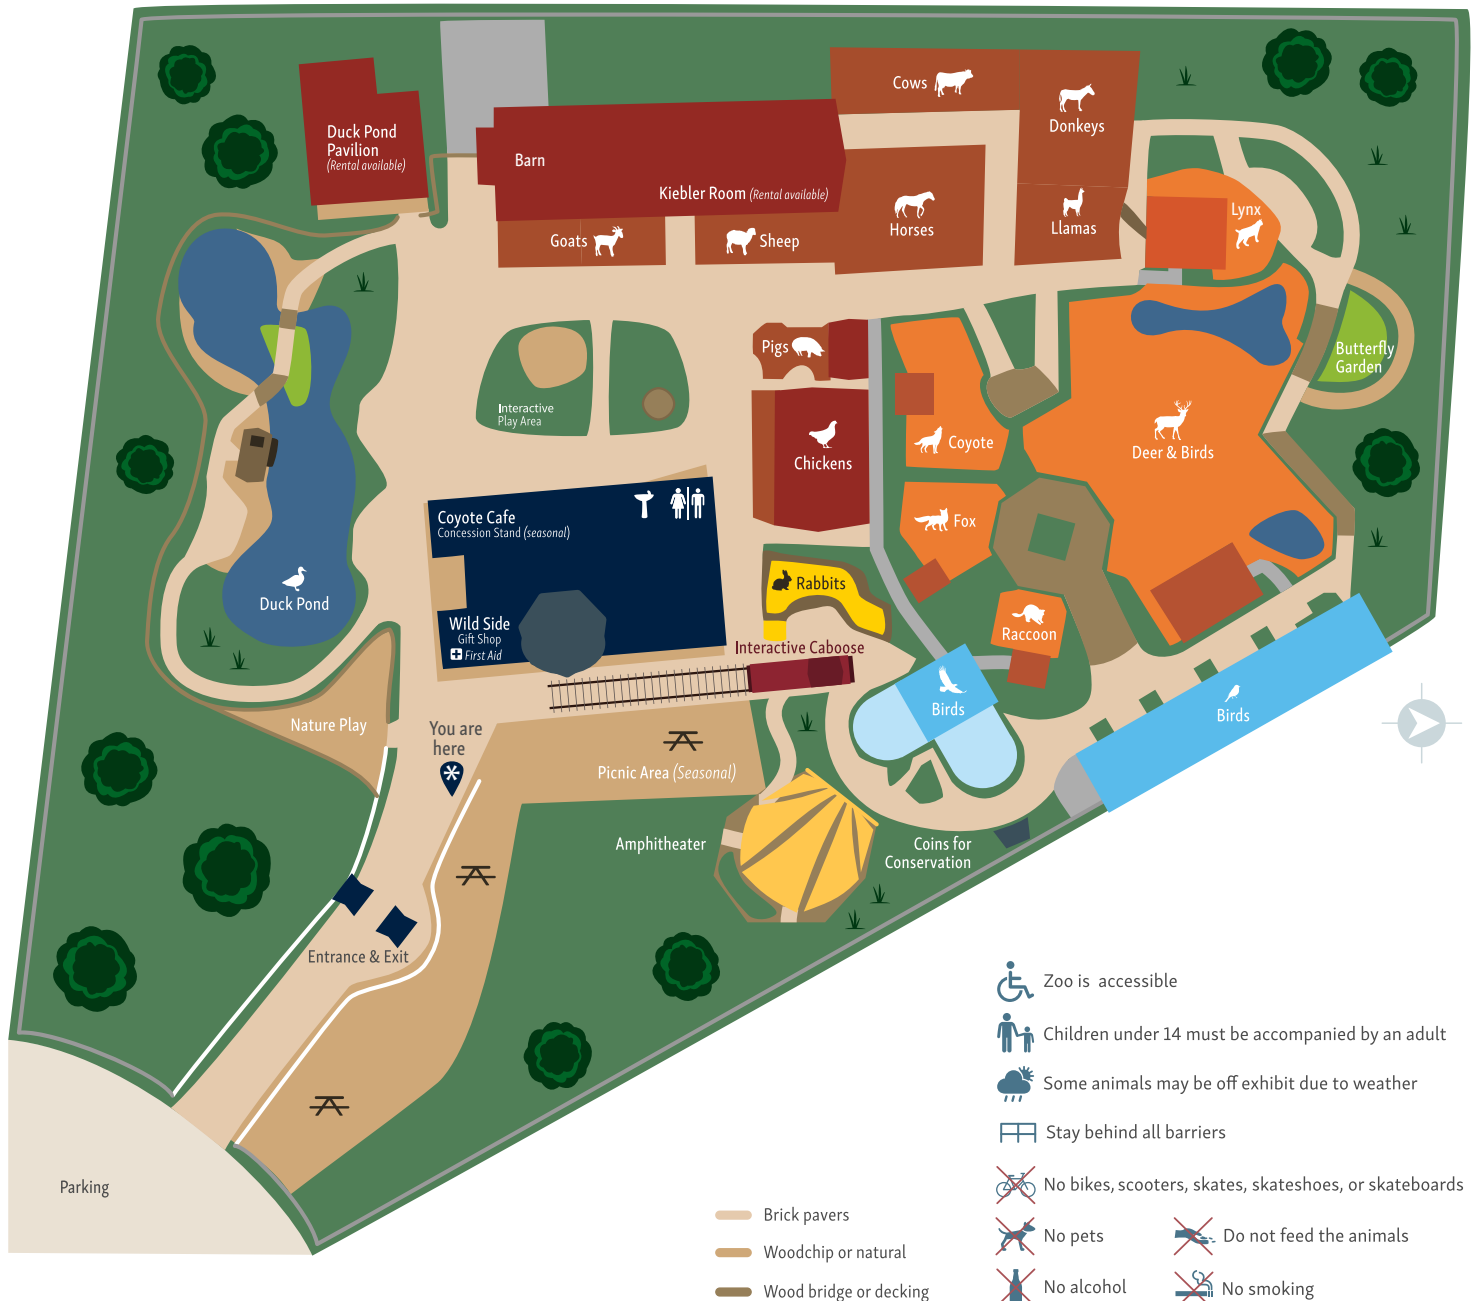 Cows
Donkeys
Duck Pond
Pavilion
(Rental available)
Barn
Kiebler Room (Rental available)
Goats
Sheep
Horses
Llamas
Lynx
Pigs
Interactive
Play Area
Butterfly
Garden
Chickens
Coyote
Deer & Birds
Coyote Cafe
Concession Stand (seasonal)
Fox
Duck Pond
Rabbits
Wild Side
Gift Shop
First Aid
Raccoon
Interactive Caboose
Nature Play
Birds
Birds
You are
here
Picnic Area (Seasonal)
Amphitheater
Coins for
Conservation
Entrance & Exit
Parking
Zoo is accessible
Children under 14 must be accompanied by an adult
Some animals may be off exhibit due to weather
Stay behind all barriers
No bikes, scooters, skates, skateshoes, or skateboards
No pets
Do not feed the animals
No alcohol
No smoking
Brick pavers
Woodchip or natural
Wood bridge or decking